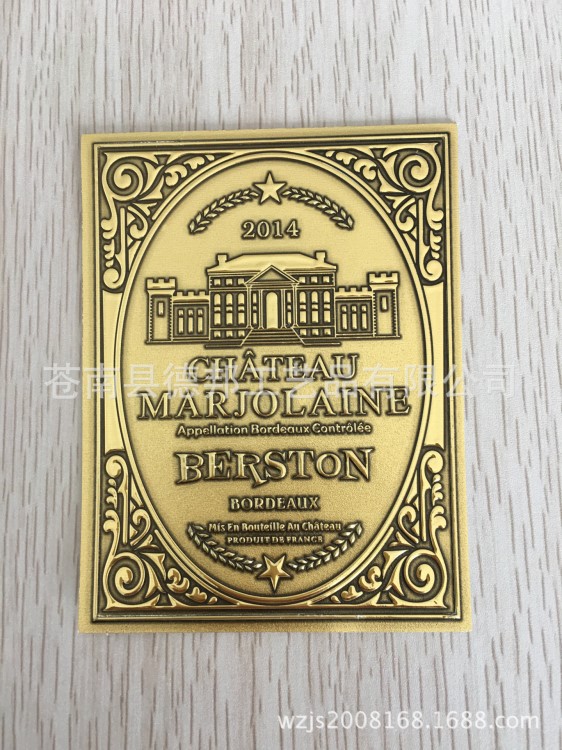 2014
CHÂTEAU
苍南县德邦工艺品有限公司
MARJOLAINE
Appellation Bordeaux Contrôlée
BERSTON
BORDEAUX
Mis En Bouteille Au Château
PRODUIT DE FRANCE
wzjs2008168.1688.com